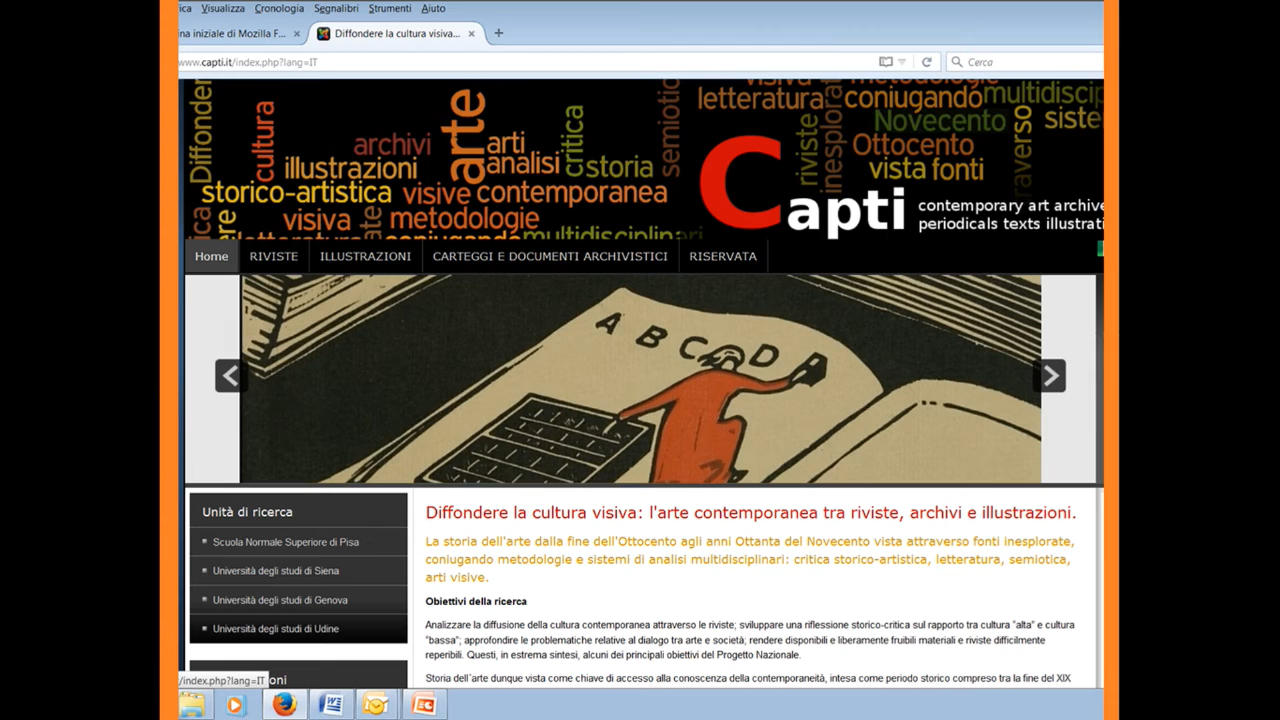 ica Visualizza Cronologia Segnalibri Strumenti Aiuto
ina iniziale di Mozilla F... × Diffondere la cultura visiva... × +
www.capti.it/index.php?lang=IT Cerca
Diffonder
cultura
archivi
illustrazioni
arte
arti
analisi
critica
storia
semiotic
storico-artistica
visive contemporanea
visiva
metodologie
multidisciplinari
visiva
letteratura
metodologie
coniugando
multidiscip
Novecento
riviste
inesplorat
Ottocento
vista fonti
raverso
siste
Capti
contemporary art archive
periodicals texts illustrati
Home RIVISTE ILLUSTRAZIONI CARTEGGI E DOCUMENTI ARCHIVISTICI RISERVATA
A B C D
Unità di ricerca
Scuola Normale Superiore di Pisa
Università degli studi di Siena
Università degli studi di Genova
Università degli studi di Udine
/index.php?lang=IT oni
Diffondere la cultura visiva: l'arte contemporanea tra riviste, archivi e illustrazioni.
La storia dell'arte dalla fine dell'Ottocento agli anni Ottanta del Novecento vista attraverso fonti inesplorate,
coniugando metodologie e sistemi di analisi multidisciplinari: critica storico-artistica, letteratura, semiotica,
arti visive.
Obiettivi della ricerca
Analizzare la diffusione della cultura contemporanea attraverso le riviste; sviluppare una riflessione storico-critica sul rapporto tra cultura "alta" e cultura
"bassa"; approfondire le problematiche relative al dialogo tra arte e società; rendere disponibili e liberamente fruibili materiali e riviste difficilmente
reperibili. Questi, in estrema sintesi, alcuni dei principali obiettivi del Progetto Nazionale.
Storia dell´arte dunque vista come chiave di accesso alla conoscenza della contemporaneità, intesa come periodo storico compreso tra la fine del XIX